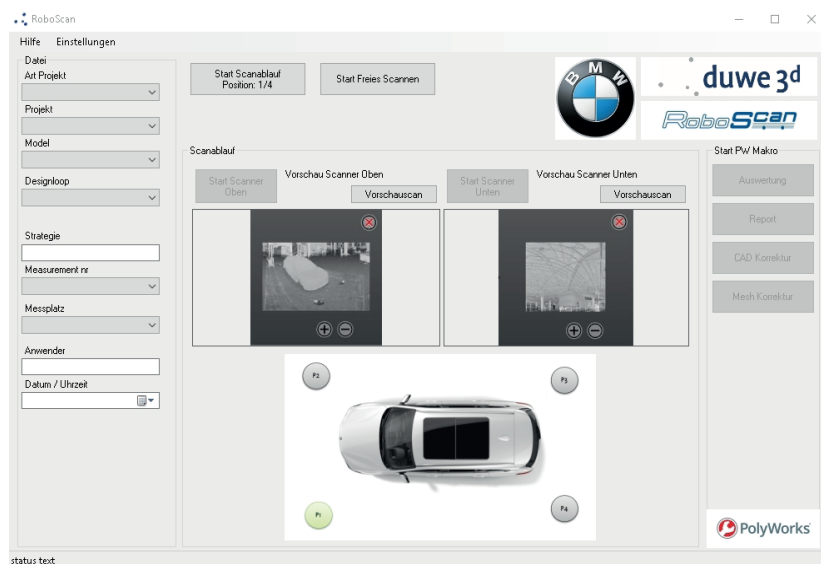 RoboScan
Hilfe Einstellungen
Datei
Art Projekt
Projekt
Model
Designloop
Strategie
Measurement nr
Messplatz
Anwender
Datum / Uhrzeit
Start Scanablauf
Position: 1/4
Start Freies Scannen
BMW
duwe 3d
RoboScan
Scanablauf
Start Scanner
Oben
Vorschau Scanner Oben
Vorschauscan
Start Scanner
Unten
Vorschau Scanner Unten
Vorschauscan
P2
P3
P1
P4
Start PW Makro
Auswertung
Report
CAD Korrektur
Mesh Korrektur
PolyWorks
status text